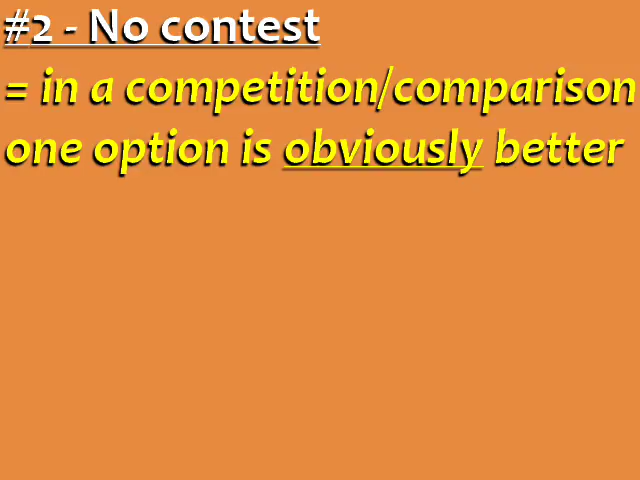 #2 - No contest
= in a competition/comparison
one option is obviously better